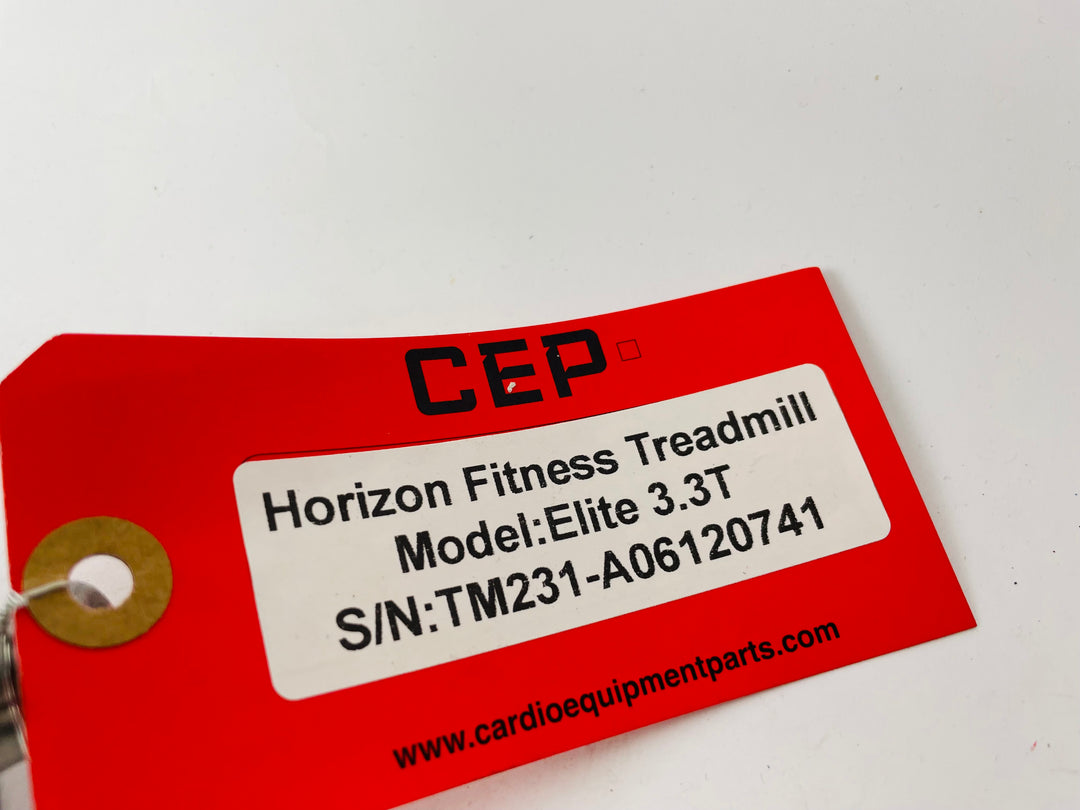 CEP
Horizon Fitness Treadmill
Model:Elite 3.3T
S/N:TM231-A06120741
www.cardioequipmentparts.com